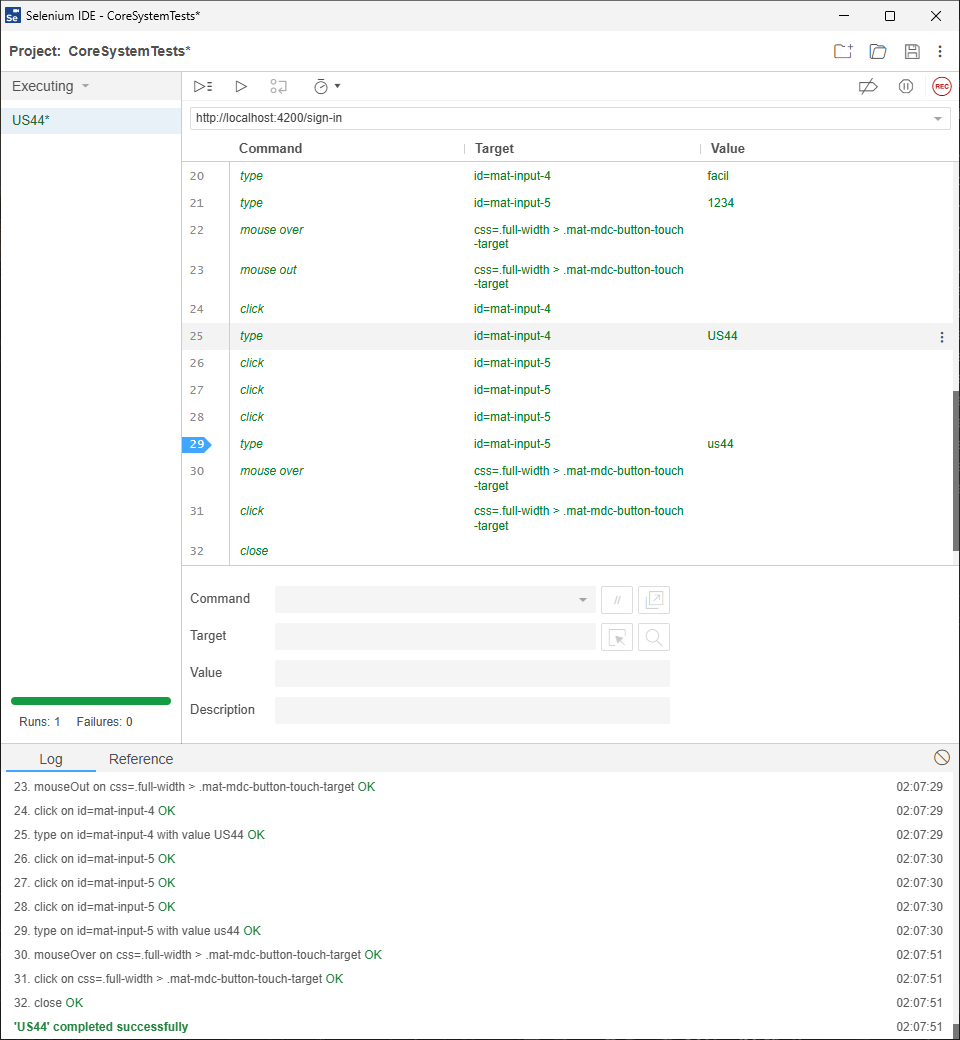 Se Selenium IDE - CoreSystemTests*
Project: CoreSystemTests*
Executing
REC
US44*
http://localhost:4200/sign-in
Command Target Value
20 type id=mat-input-4 facil
21 type id=mat-input-5 1234
22 mouse over css=.full-width > .mat-mdc-button-touch
-target
23 mouse out css=.full-width > .mat-mdc-button-touch
-target
24 click id=mat-input-4
25 type id=mat-input-4 US44
26 click id=mat-input-5
27 click id=mat-input-5
28 click id=mat-input-5
29 type id=mat-input-5 us44
30 mouse over css=.full-width > .mat-mdc-button-touch
-target
31 click css=.full-width > .mat-mdc-button-touch
-target
32 close
Command //
Target
Value
Description
Runs: 1 Failures: 0
Log Reference
23. mouseOut on css=.full-width > .mat-mdc-button-touch-target OK 02:07:29
24. click on id=mat-input-4 OK 02:07:29
25. type on id=mat-input-4 with value US44 OK 02:07:29
26. click on id=mat-input-5 OK 02:07:30
27. click on id=mat-input-5 OK 02:07:30
28. click on id=mat-input-5 OK 02:07:30
29. type on id=mat-input-5 with value us44 OK 02:07:30
30. mouseOver on css=.full-width > .mat-mdc-button-touch-target OK 02:07:51
31. click on css=.full-width > .mat-mdc-button-touch-target OK 02:07:51
32. close OK 02:07:51
'US44' completed successfully 02:07:51